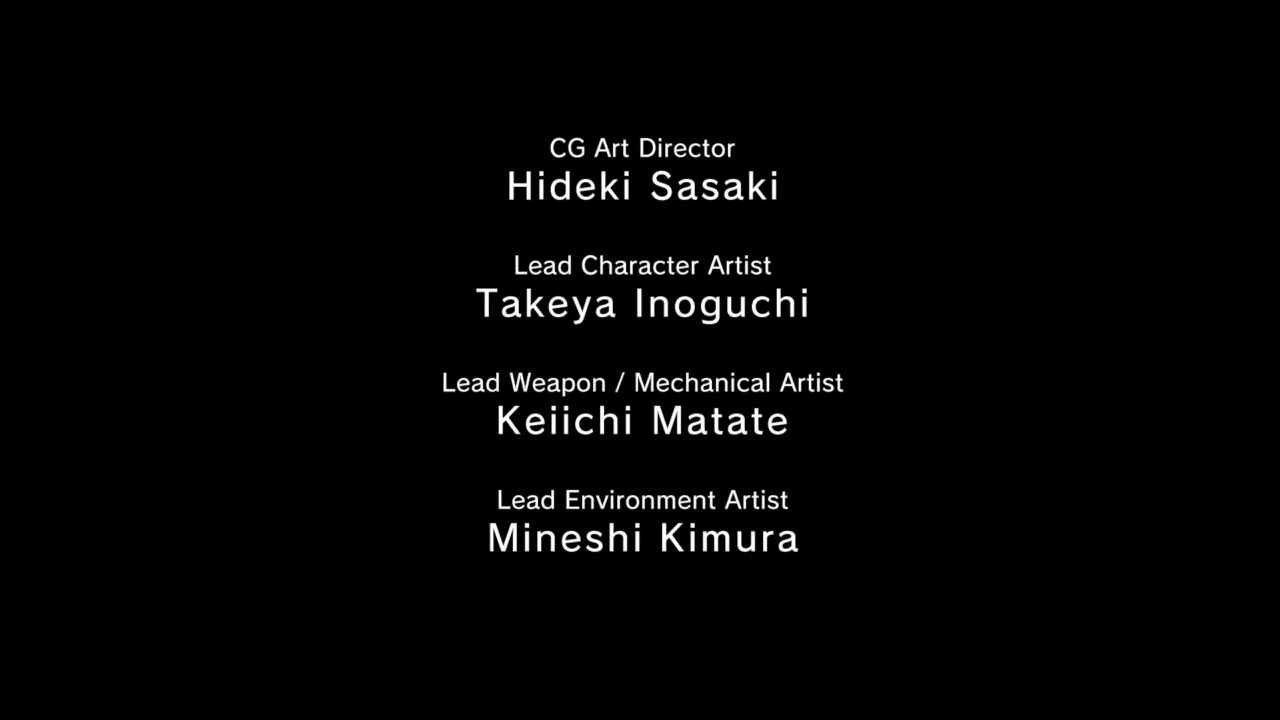 CG Art Director
Hideki Sasaki
Lead Character Artist
Takeya Inoguchi
Lead Weapon / Mechanical Artist
Keiichi Matate
Lead Environment Artist
Mineshi Kimura